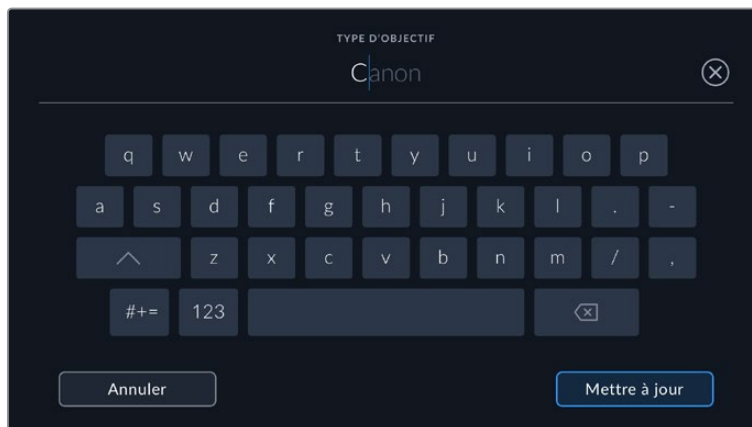 TYPE D'OBJECTIF
Canon
q w e r t y u i o p
a s d f g h j k l . -
z x c v b n m / ,
#+= 123
Annuler Mettre à jour